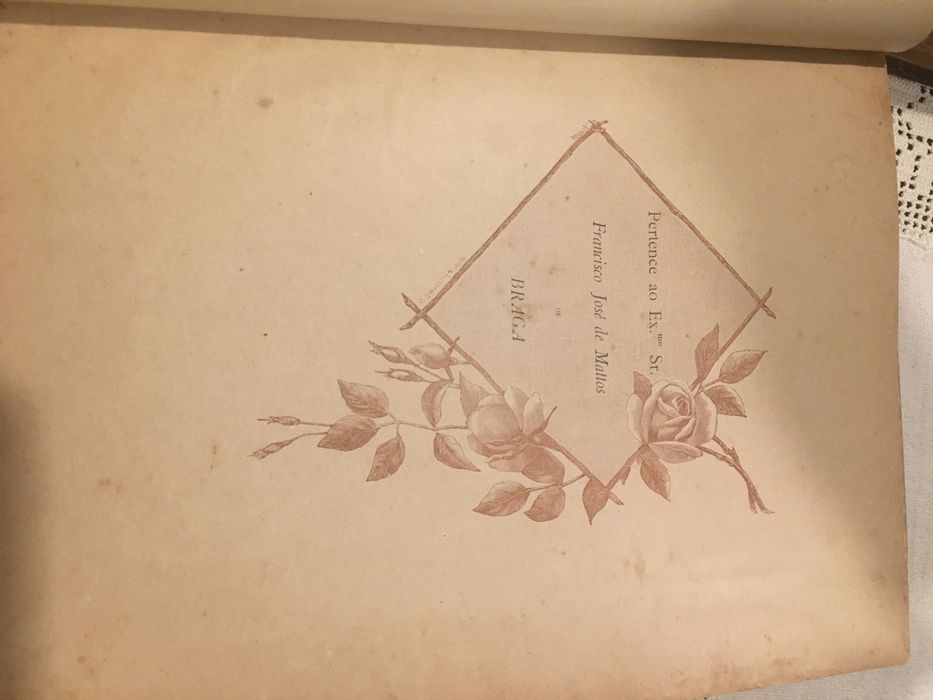 Pertence ao Ex.ᵐᵒ Sr.
Francisco José de Mattos
DE
BRAGA